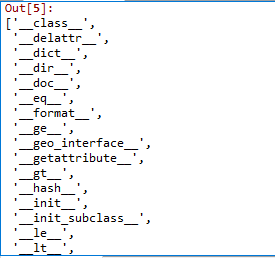 Out[5]:
['__class__',
'__delattr__',
'__dict__',
'__dir__',
'__doc__',
'__eq__',
'__format__',
'__ge__',
'__geo_interface__',
'__getattribute__',
'__gt__',
'__hash__',
'__init__',
'__init_subclass__',
'__le__',
'__lt__',